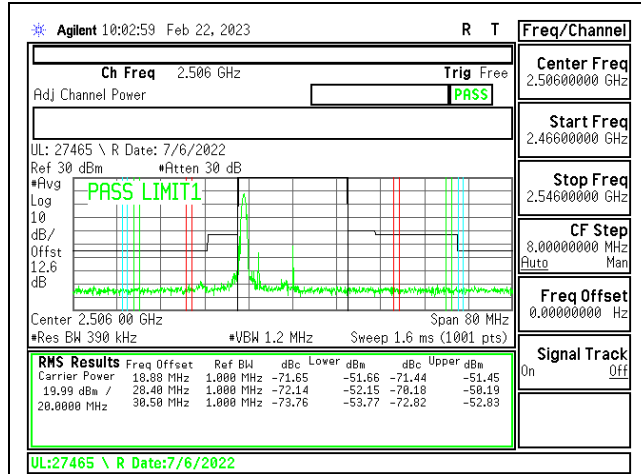 Agilent 10:02:59 Feb 22, 2023 R T
Freq/Channel
Ch Freq 2.506 GHz Trig Free
Adj Channel Power PASS
UL: 27465 \ R Date: 7/6/2022
Ref 30 dBm #Atten 30 dB
#Avg
Log
10
dB/
Offst
12.6
dB
PASS LIMIT1
Center 2.506 00 GHz Span 80 MHz
#Res BW 390 kHz #VBW 1.2 MHz Sweep 1.6 ms (1001 pts)
RMS Results Freq Offset Ref BW dBc Lower dBm dBc Upper dBm
Carrier Power 18.88 MHz 1.000 MHz -71.65 -51.66 -71.44 -51.45
19.99 dBm / 28.40 MHz 1.000 MHz -72.14 -52.15 -70.18 -50.19
20.0000 MHz 30.50 MHz 1.000 MHz -73.76 -53.77 -72.82 -52.83
UL:27465 \ R Date:7/6/2022
Center Freq
2.50600000 GHz
Start Freq
2.46600000 GHz
Stop Freq
2.54600000 GHz
CF Step
8.00000000 MHz
Auto Man
Freq Offset
0.00000000 Hz
Signal Track
On Off